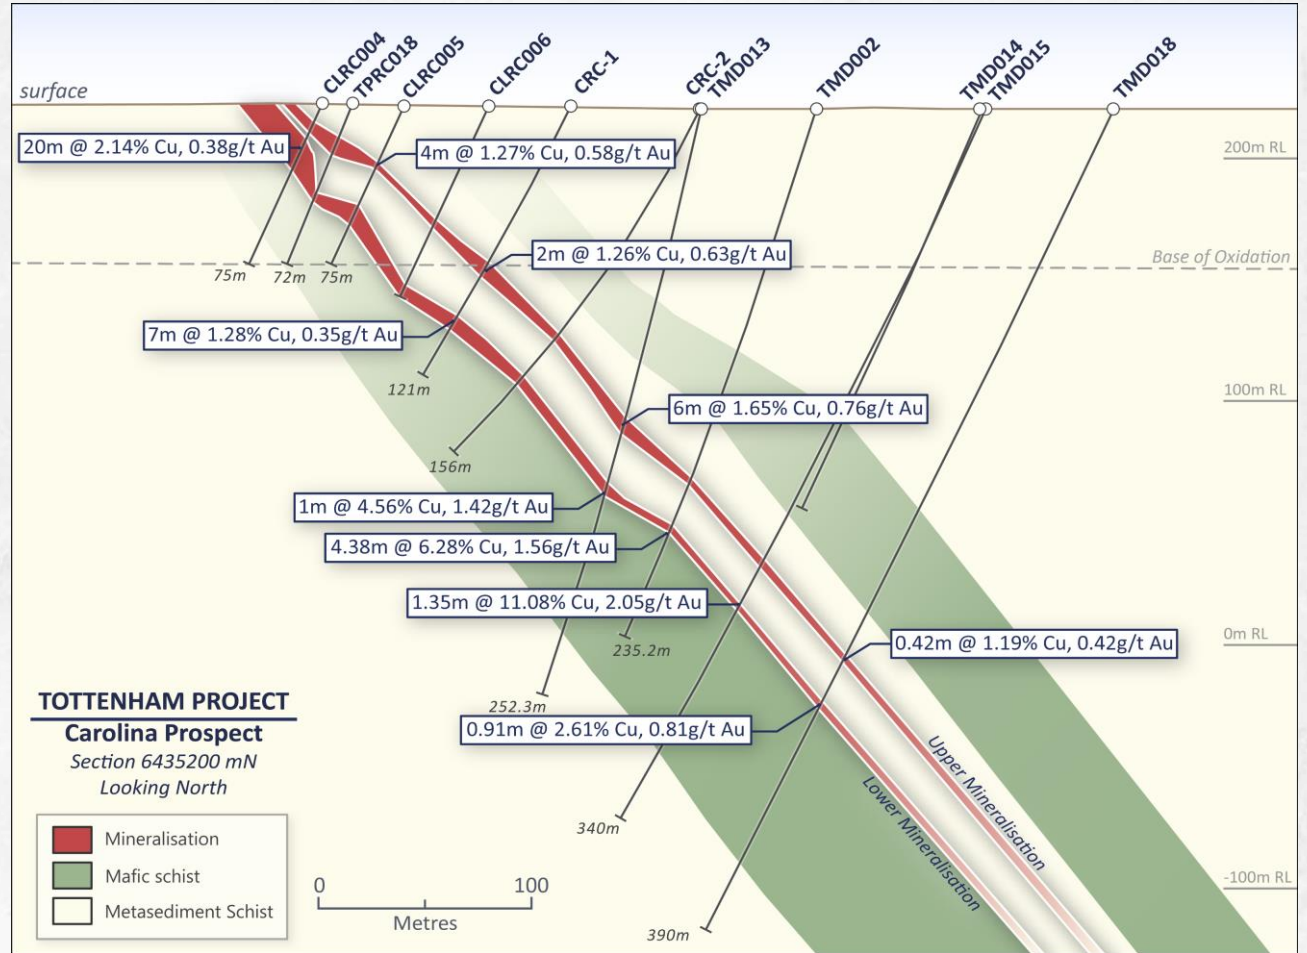 CLRC004
TPRC018
CLRC005
CLRC006
CRC-1
CRC-2
TMD013
TMD002
TMD014
TMD015
TMD018
surface
20m @ 2.14% Cu, 0.38g/t Au
4m @ 1.27% Cu, 0.58g/t Au
200m RL
2m @ 1.26% Cu, 0.63g/t Au
Base of Oxidation
75m
72m
75m
7m @ 1.28% Cu, 0.35g/t Au
121m
100m RL
6m @ 1.65% Cu, 0.76g/t Au
156m
1m @ 4.56% Cu, 1.42g/t Au
4.38m @ 6.28% Cu, 1.56g/t Au
1.35m @ 11.08% Cu, 2.05g/t Au
235.2m
0.42m @ 1.19% Cu, 0.42g/t Au
0m RL
252.3m
0.91m @ 2.61% Cu, 0.81g/t Au
Upper Mineralisation
Lower Mineralisation
340m
390m
-100m RL
TOTTENHAM PROJECT
Carolina Prospect
Section 6435200 mN
Looking North
Mineralisation
Mafic schist
Metasediment Schist
0 100
Metres